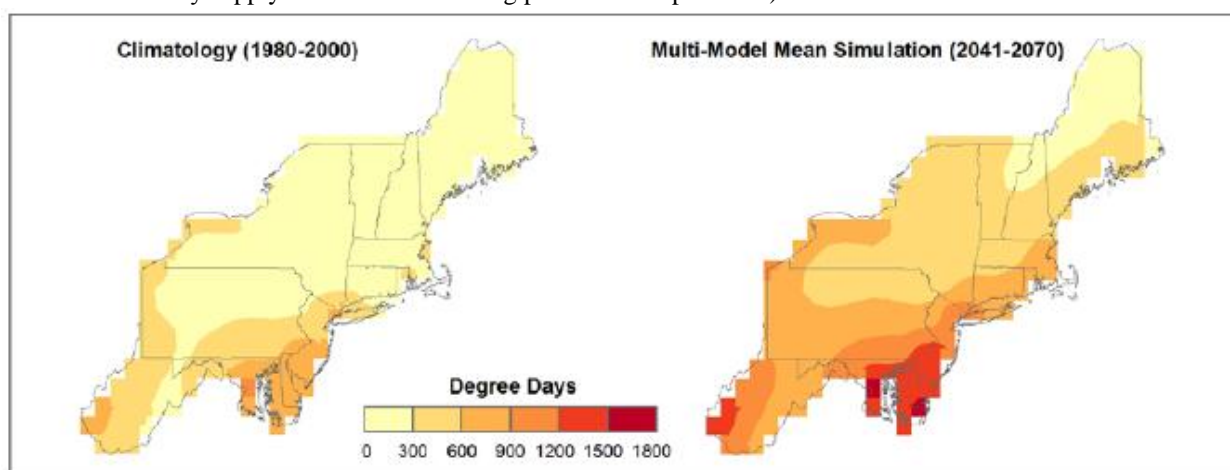 Climatology (1980-2000)
Multi-Model Mean Simulation (2041-2070)
Degree Days
0 300 600 900 1200 1500 1800